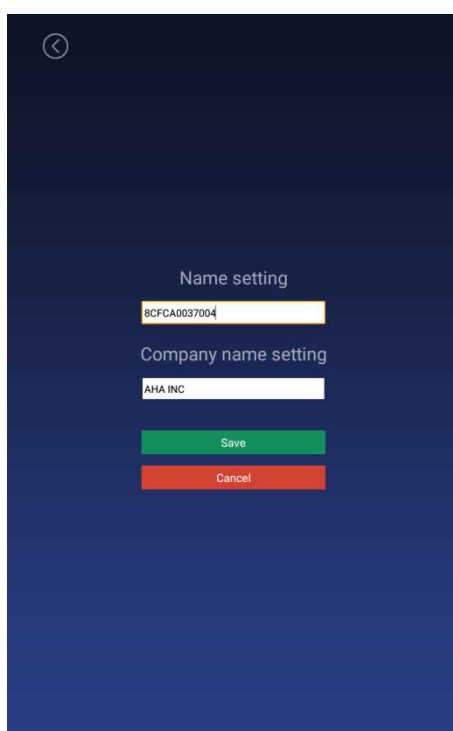 Name setting
8CFCA0037004
Company name setting
AHA INC
Save
Cancel